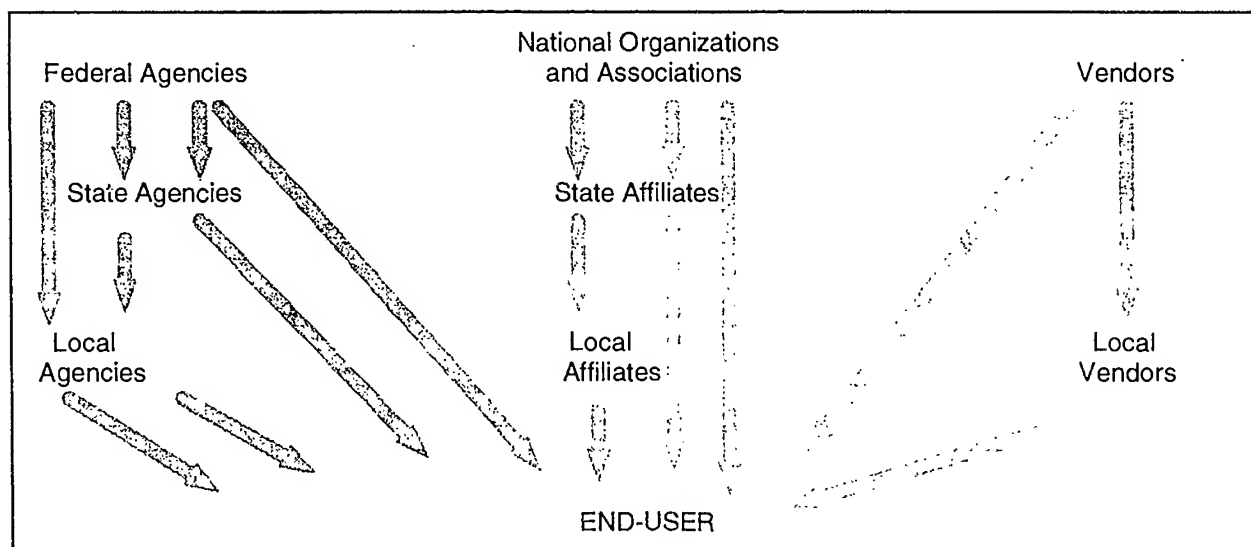 National Organizations
and Associations
Federal Agencies
Vendors
State Agencies
State Affiliates
Local
Agencies
Local
Affiliates
Local
Vendors
END-USER